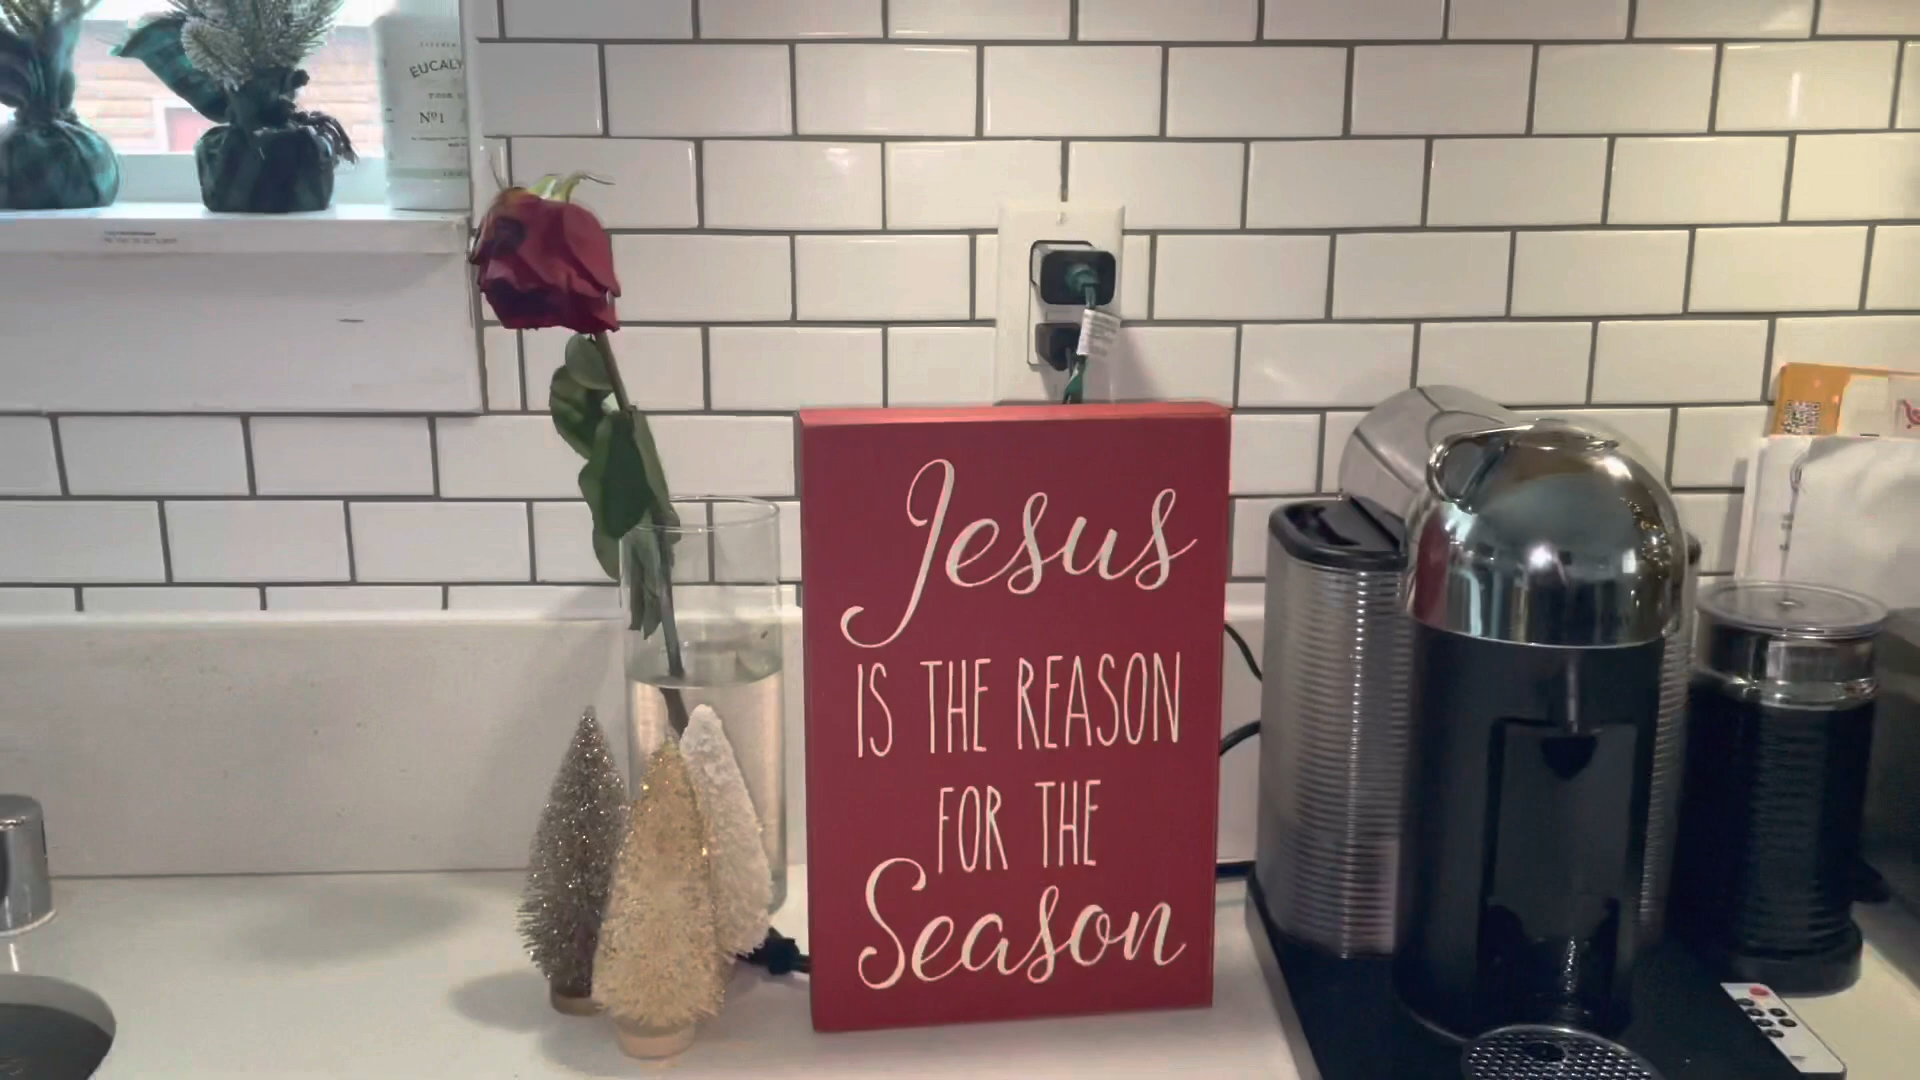 EUCALY
Nº1
Jesus
IS THE REASON
FOR THE
Season